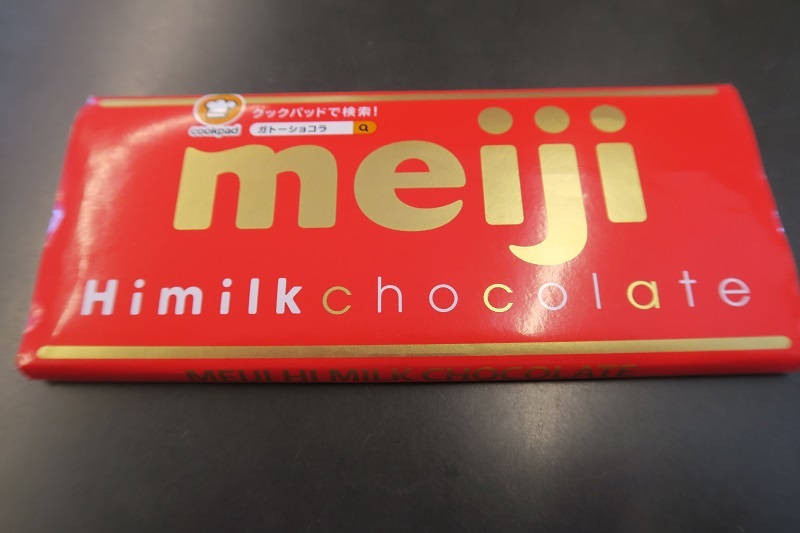 cookpad
クックパッドで検索!
ガトーショコラ
meiji
Himilkchocolate
MEIJI HI MILK CHOCOLATE